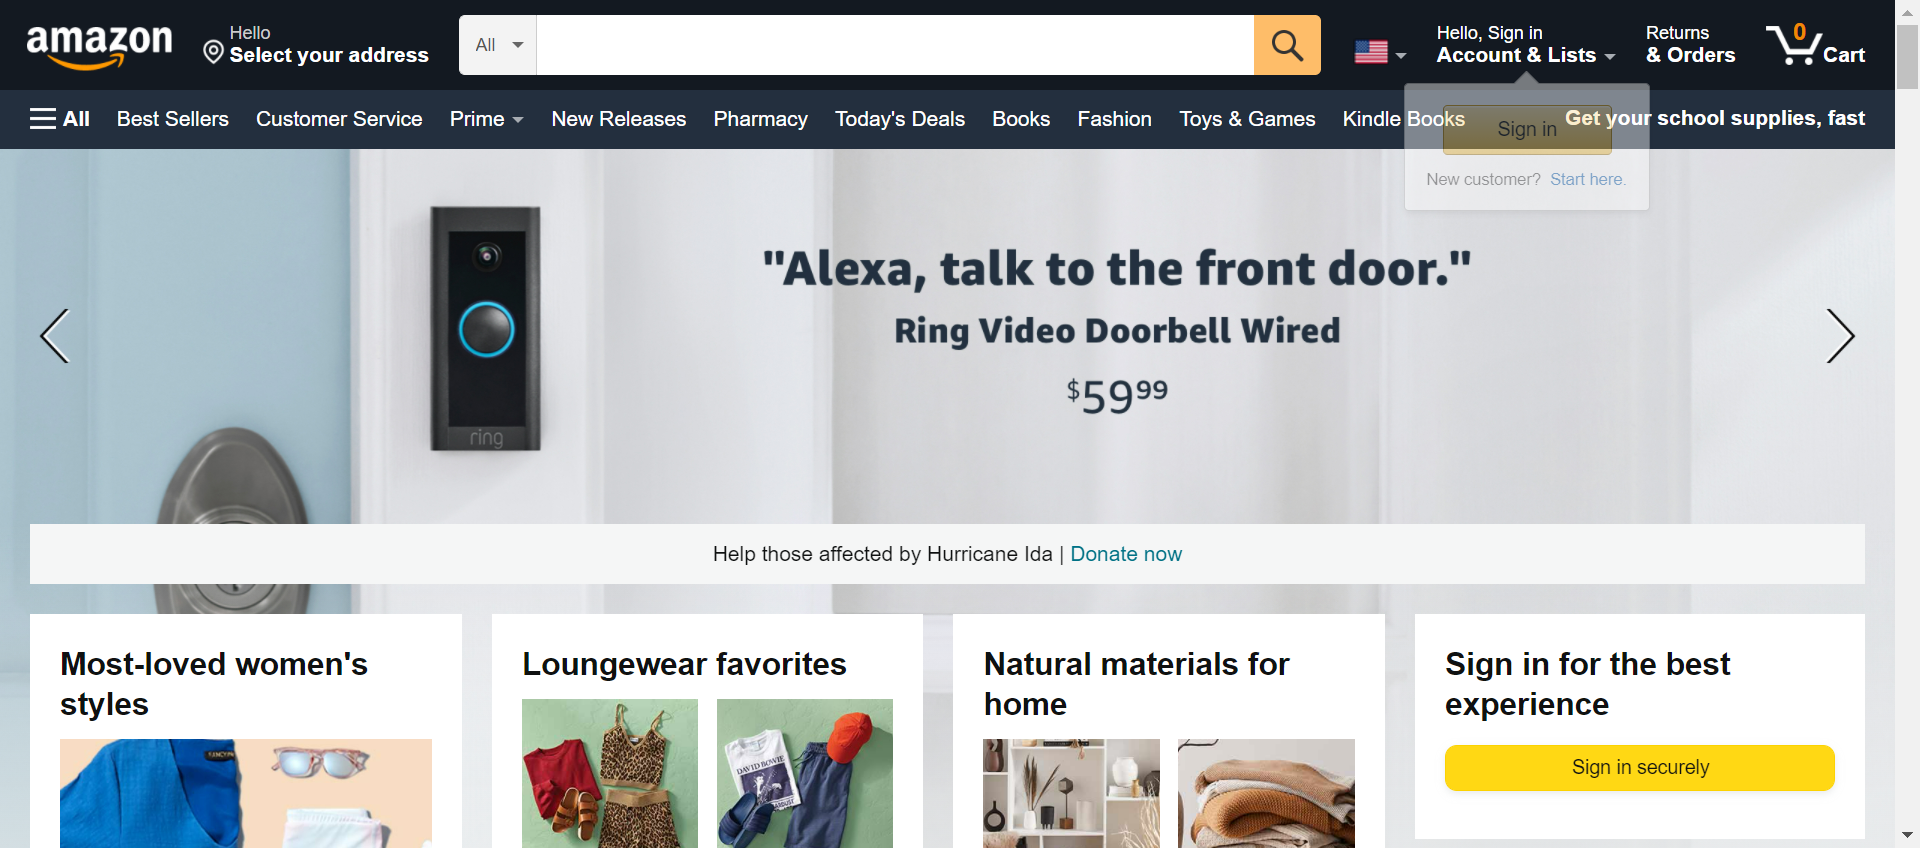 amazon
Hello
Select your address
All
Hello, Sign in
Account & Lists
Returns
& Orders
0
Cart
All
Best Sellers
Customer Service
Prime
New Releases
Pharmacy
Today's Deals
Books
Fashion
Toys & Games
Kindle Books
Get your school supplies, fast
Sign in
New customer? Start here.
"Alexa, talk to the front door."
Ring Video Doorbell Wired
$59.99
ring
Help those affected by Hurricane Ida | Donate now
Most-loved women's
styles
Loungewear favorites
DAVID BOWIE
Natural materials for
home
Sign in for the best
experience
Sign in securely